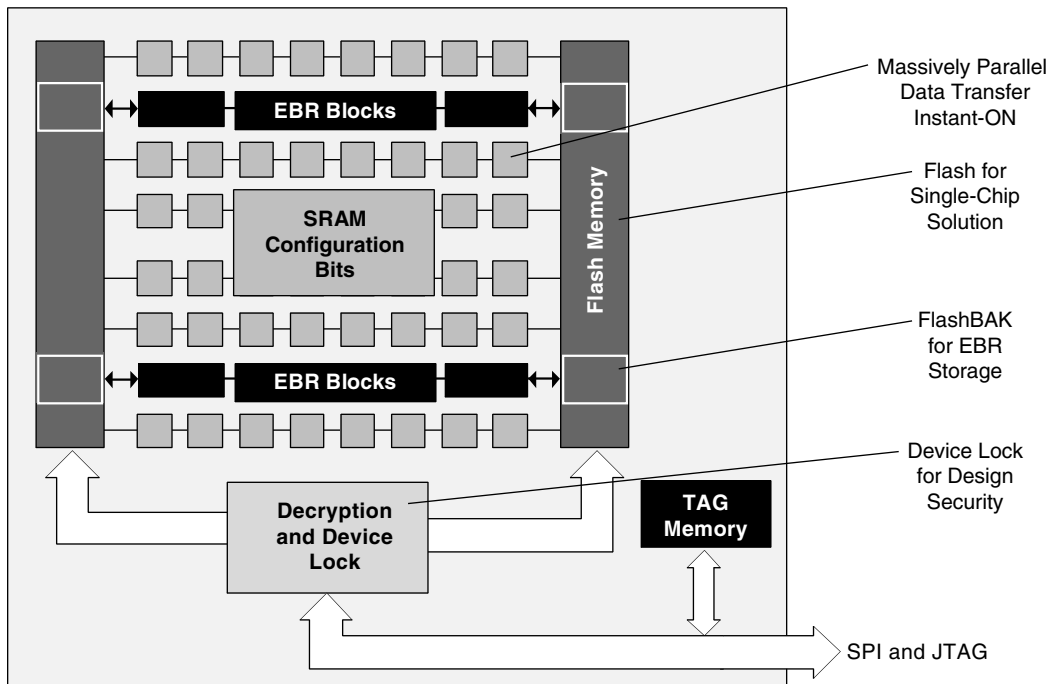 Massively Parallel
Data Transfer
Instant-ON
EBR Blocks
Flash for
Single-Chip
Solution
SRAM
Configuration
Bits
Flash Memory
FlashBAK
for EBR
Storage
EBR Blocks
Device Lock
for Design
Security
Decryption
and Device
Lock
TAG
Memory
SPI and JTAG